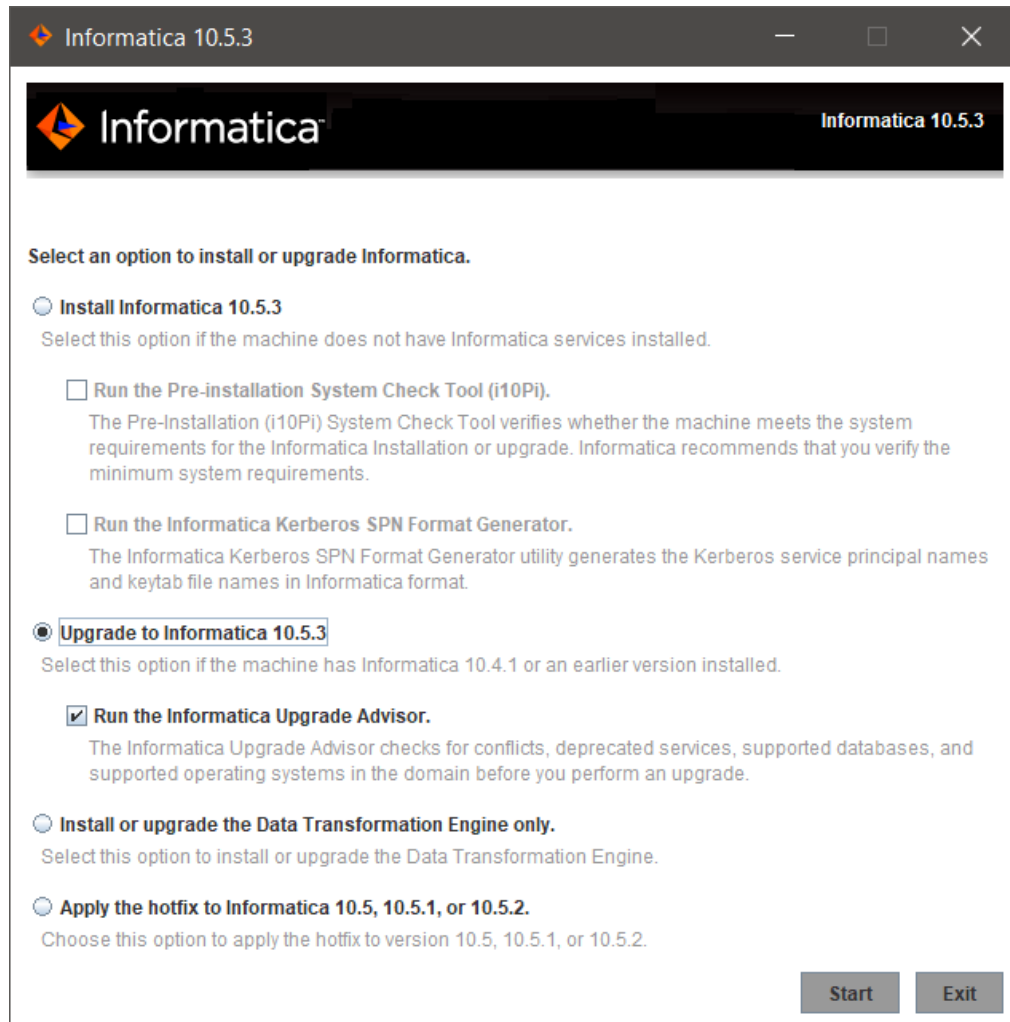 Informatica 10.5.3
Informatica
Informatica 10.5.3
Select an option to install or upgrade Informatica.
Install Informatica 10.5.3
Select this option if the machine does not have Informatica services installed.
Run the Pre-installation System Check Tool (i10Pi).
The Pre-Installation (i10Pi) System Check Tool verifies whether the machine meets the system
requirements for the Informatica Installation or upgrade. Informatica recommends that you verify the
minimum system requirements.
Run the Informatica Kerberos SPN Format Generator.
The Informatica Kerberos SPN Format Generator utility generates the Kerberos service principal names
and keytab file names in Informatica format.
Upgrade to Informatica 10.5.3
Select this option if the machine has Informatica 10.4.1 or an earlier version installed.
Run the Informatica Upgrade Advisor.
The Informatica Upgrade Advisor checks for conflicts, deprecated services, supported databases, and
supported operating systems in the domain before you perform an upgrade.
Install or upgrade the Data Transformation Engine only.
Select this option to install or upgrade the Data Transformation Engine.
Apply the hotfix to Informatica 10.5, 10.5.1, or 10.5.2.
Choose this option to apply the hotfix to version 10.5, 10.5.1, or 10.5.2.
Start Exit